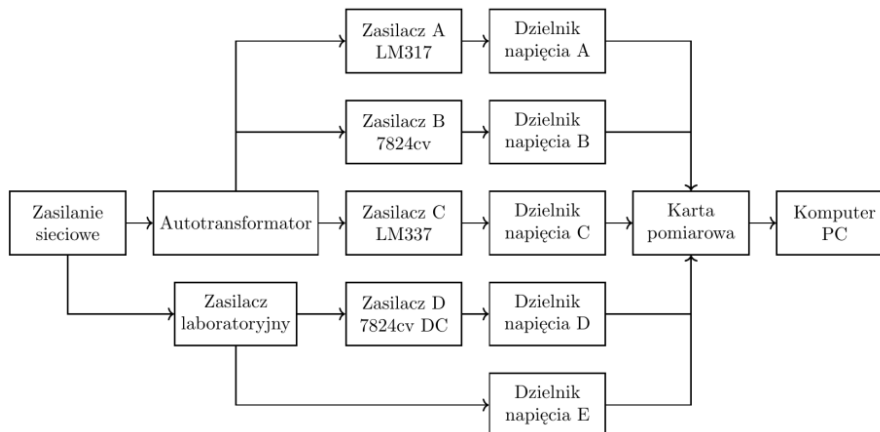 Zasilacz A
LM317
Dzielnik
napięcia A
Zasilacz B
7824cv
Dzielnik
napięcia B
Zasilanie
sieciowe
Autotransformator
Zasilacz C
LM337
Dzielnik
napięcia C
Karta
pomiarowa
Komputer
PC
Zasilacz
laboratoryjny
Zasilacz D
7824cv DC
Dzielnik
napięcia D
Dzielnik
napięcia E